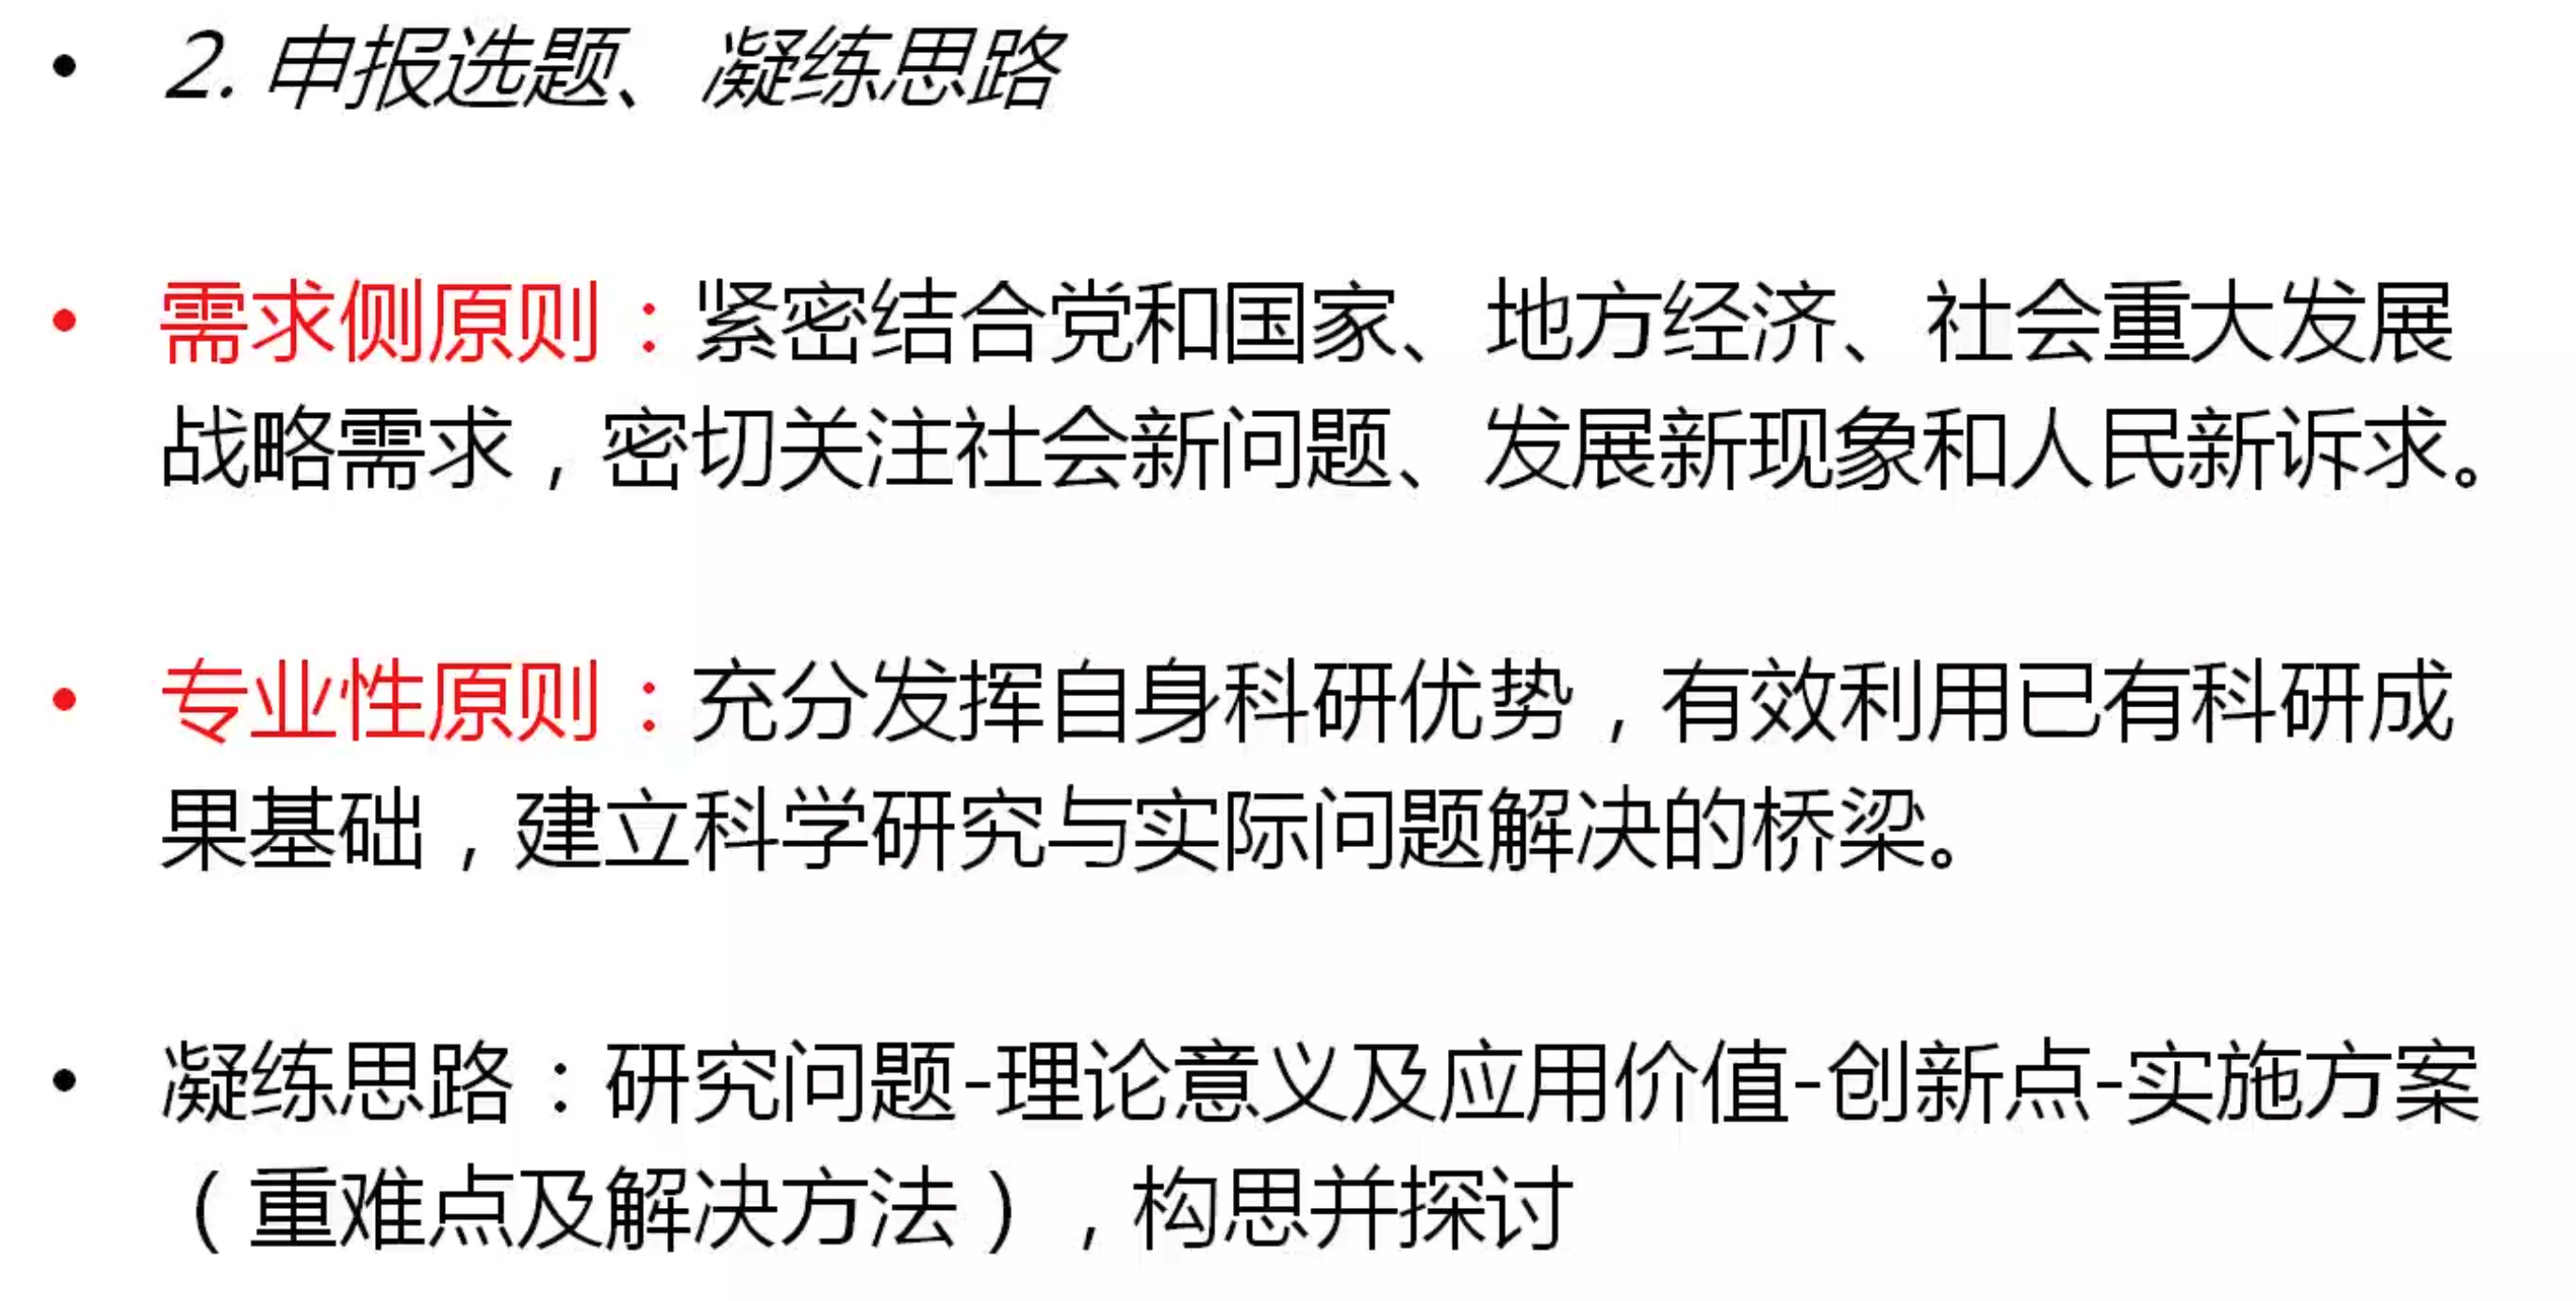 • 2. 申报选题、凝练思路
• 需求侧原则：紧密结合党和国家、地方经济、社会重大发展
战略需求，密切关注社会新问题、发展新现象和人民新诉求。
• 专业性原则：充分发挥自身科研优势，有效利用已有科研成
果基础，建立科学研究与实际问题解决的桥梁。
• 凝练思路：研究问题-理论意义及应用价值-创新点-实施方案
（重难点及解决方法），构思并探讨